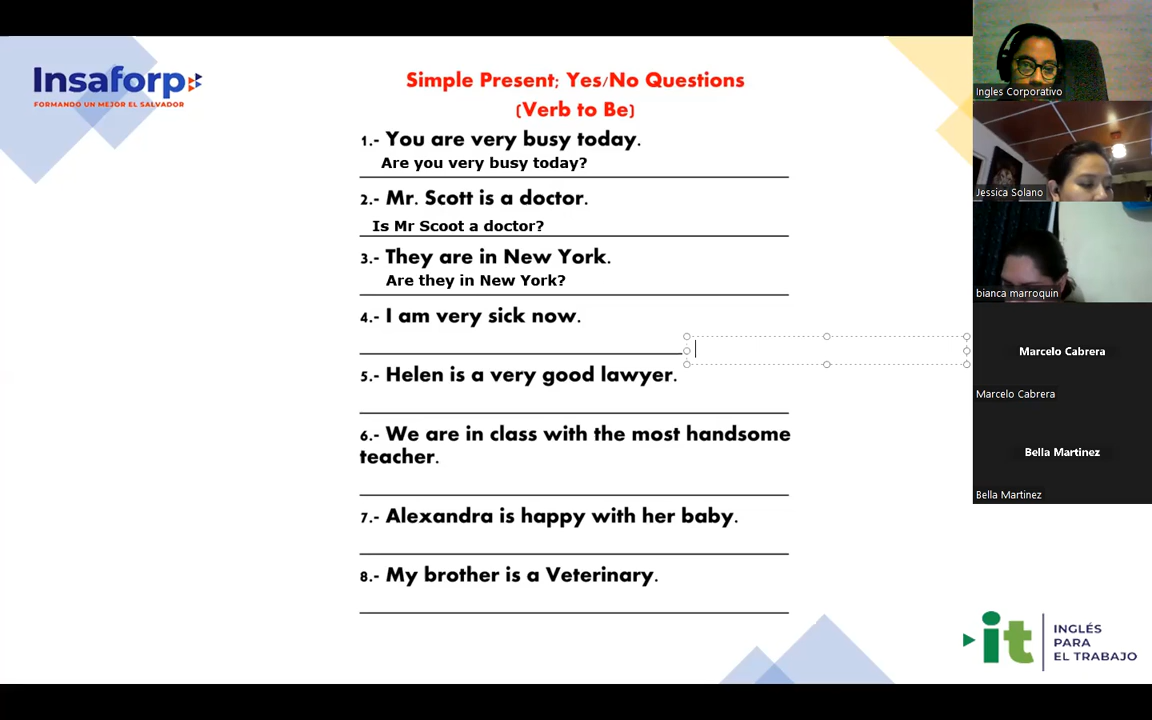 Insaforp
FORMANDO UN MEJOR EL SALVADOR
Simple Present; Yes/No Questions
(Verb to Be)
1.- You are very busy today.
Are you very busy today?
2.- Mr. Scott is a doctor.
Is Mr Scoot a doctor?
3.- They are in New York.
Are they in New York?
4.- I am very sick now.
5.- Helen is a very good lawyer.
6.- We are in class with the most handsome
teacher.
7.- Alexandra is happy with her baby.
8.- My brother is a Veterinary.
Ingles Corporativo
Jessica Solano
bianca marroquin
Marcelo Cabrera
Marcelo Cabrera
Bella Martinez
Bella Martinez
it
INGLÉS
PARA
EL TRABAJO